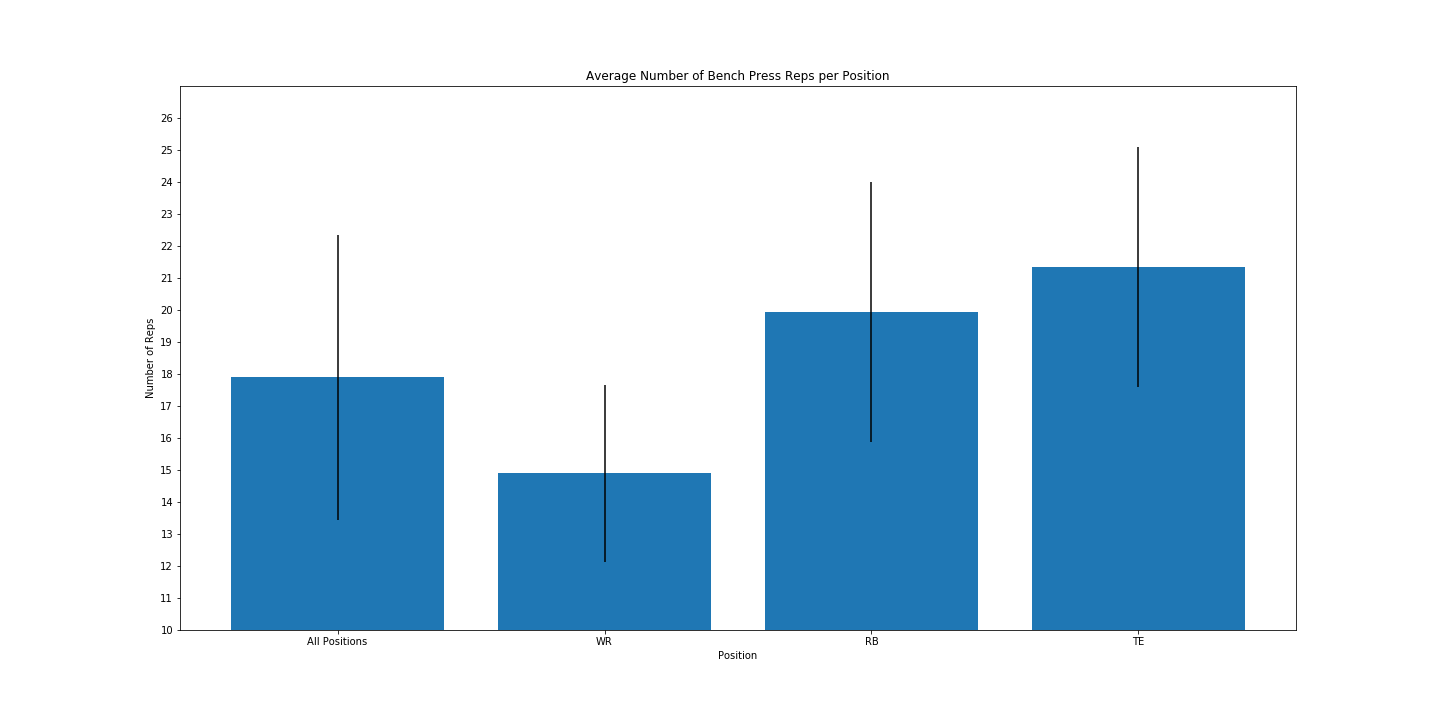 Average Number of Bench Press Reps per Position
Number of Reps
26
25
24
23
22
21
20
19
18
17
16
15
14
13
12
11
10
All Positions
WR
RB
TE
Position